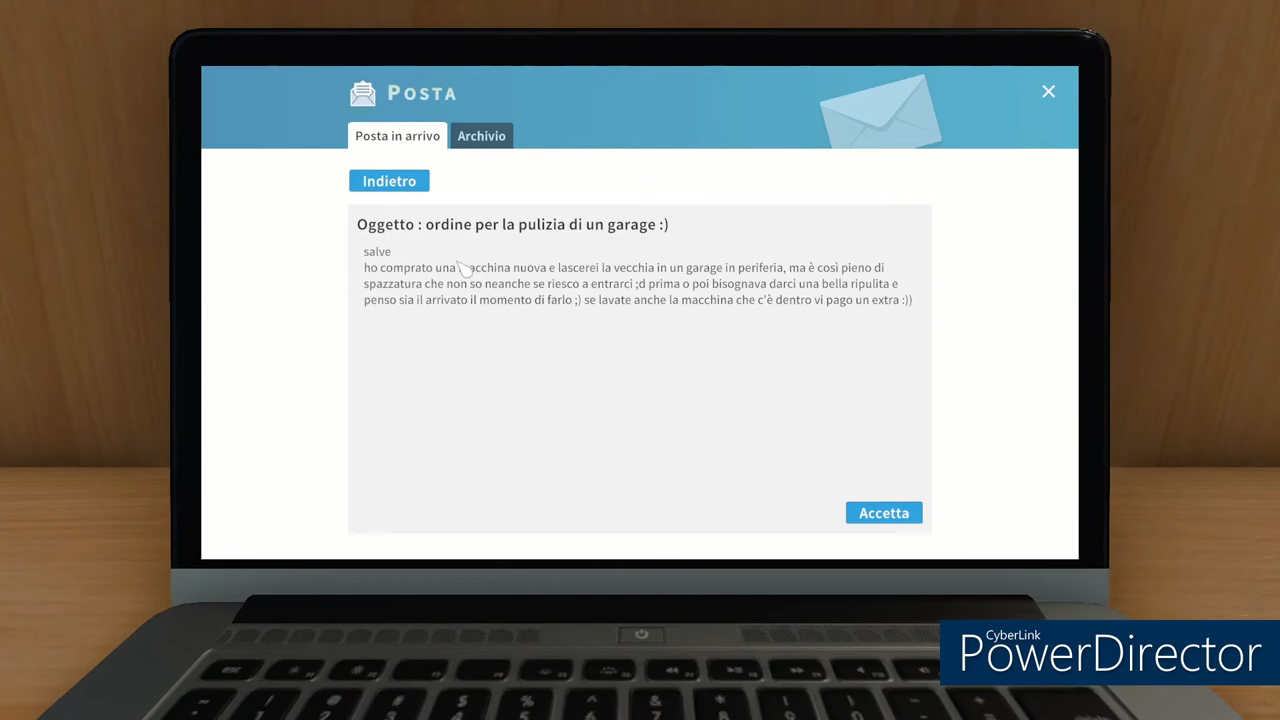 POSTA
Posta in arrivo
Archivio
Indietro
Oggetto : ordine per la pulizia di un garage :)
salve
ho comprato una macchina nuova e lascerei la vecchia in un garage in periferia, ma è così pieno di
spazzatura che non so neanche se riesco a entrarci ;d prima o poi bisognava darci una bella ripulita e
penso sia il arrivato il momento di farlo ;) se lavate anche la macchina che c'è dentro vi pago un extra :))
Accetta
CyberLink
PowerDirector